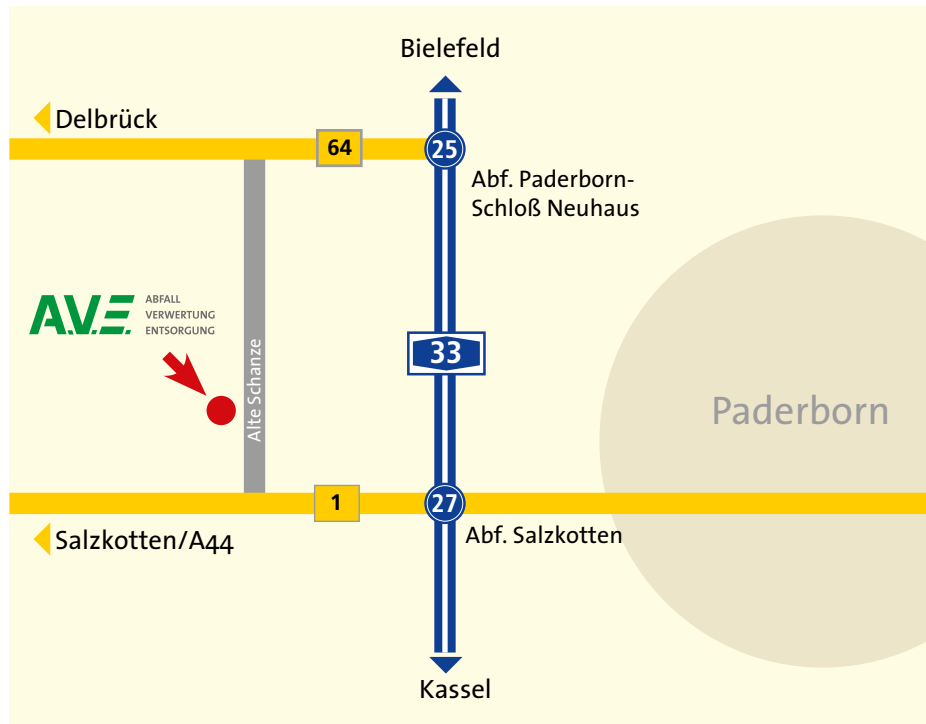 Bielefeld
Delbrück
64
25
Abf. Paderborn-
Schloß Neuhaus
A.V.E.
ABFALL
VERWERTUNG
ENTSORGUNG
33
Alte Schanze
Paderborn
1
27
Salzkotten/A44
Abf. Salzkotten
Kassel